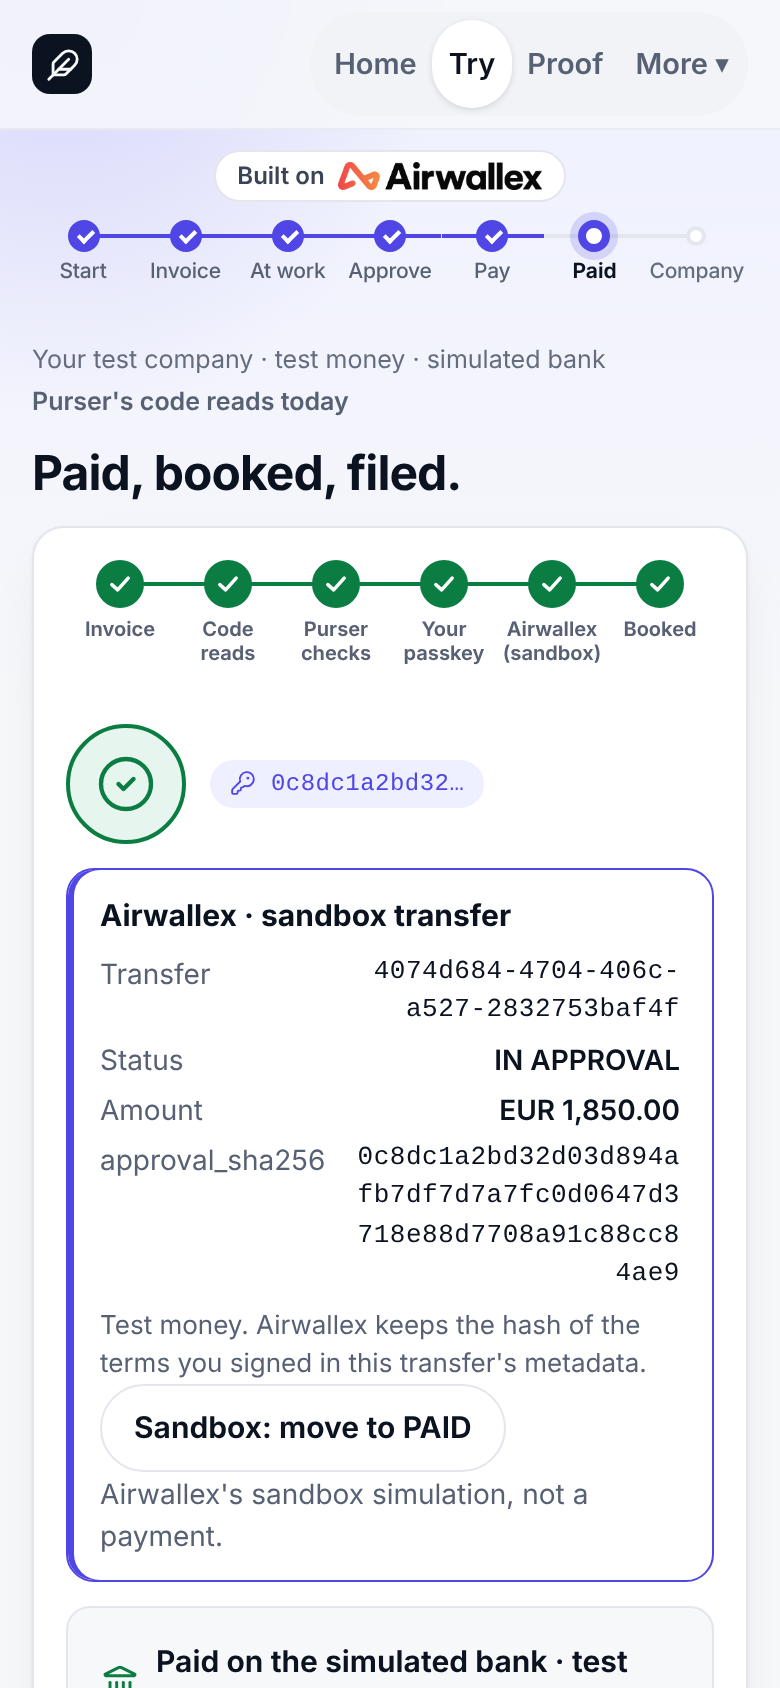 Home Try Proof More ▾
Built on Airwallex
Start Invoice At work Approve Pay Paid Company
Your test company · test money · simulated bank
Purser's code reads today
Paid, booked, filed.
Invoice Code reads Purser checks Your passkey Airwallex (sandbox) Booked
0c8dc1a2bd32…
Airwallex · sandbox transfer
Transfer 4074d684-4704-406c-
a527-2832753baf4f
Status IN APPROVAL
Amount EUR 1,850.00
approval_sha256 0c8dc1a2bd32d03d894a
fb7df7d7a7fc0d0647d3
718e88d7708a91c88cc8
4ae9
Test money. Airwallex keeps the hash of the
terms you signed in this transfer's metadata.
Sandbox: move to PAID
Airwallex's sandbox simulation, not a
payment.
Paid on the simulated bank · test